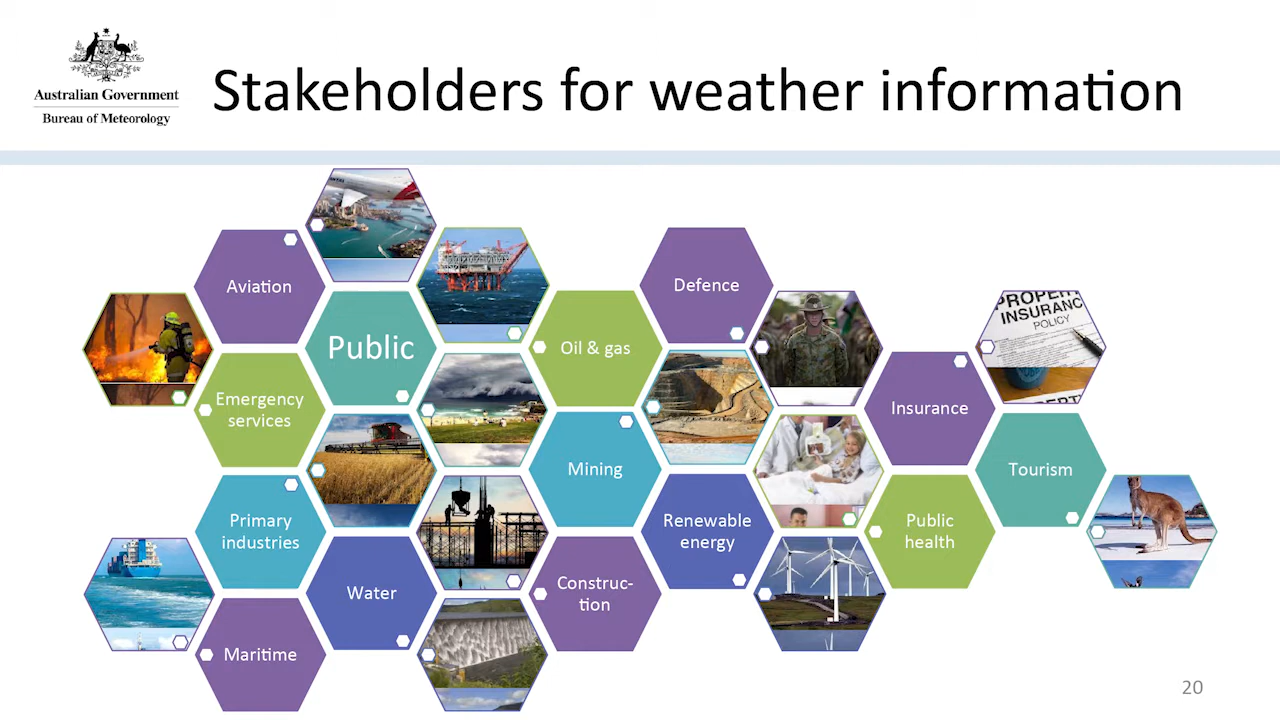 Australian Government
Bureau of Meteorology
Stakeholders for weather information
Aviation
Defence
Public
Oil & gas
PROPERTY
INSURANC
POLICY
Emergency
services
Insurance
Mining
Tourism
Primary
industries
Renewable
energy
Public
health
Water
Construc-
tion
Maritime
20